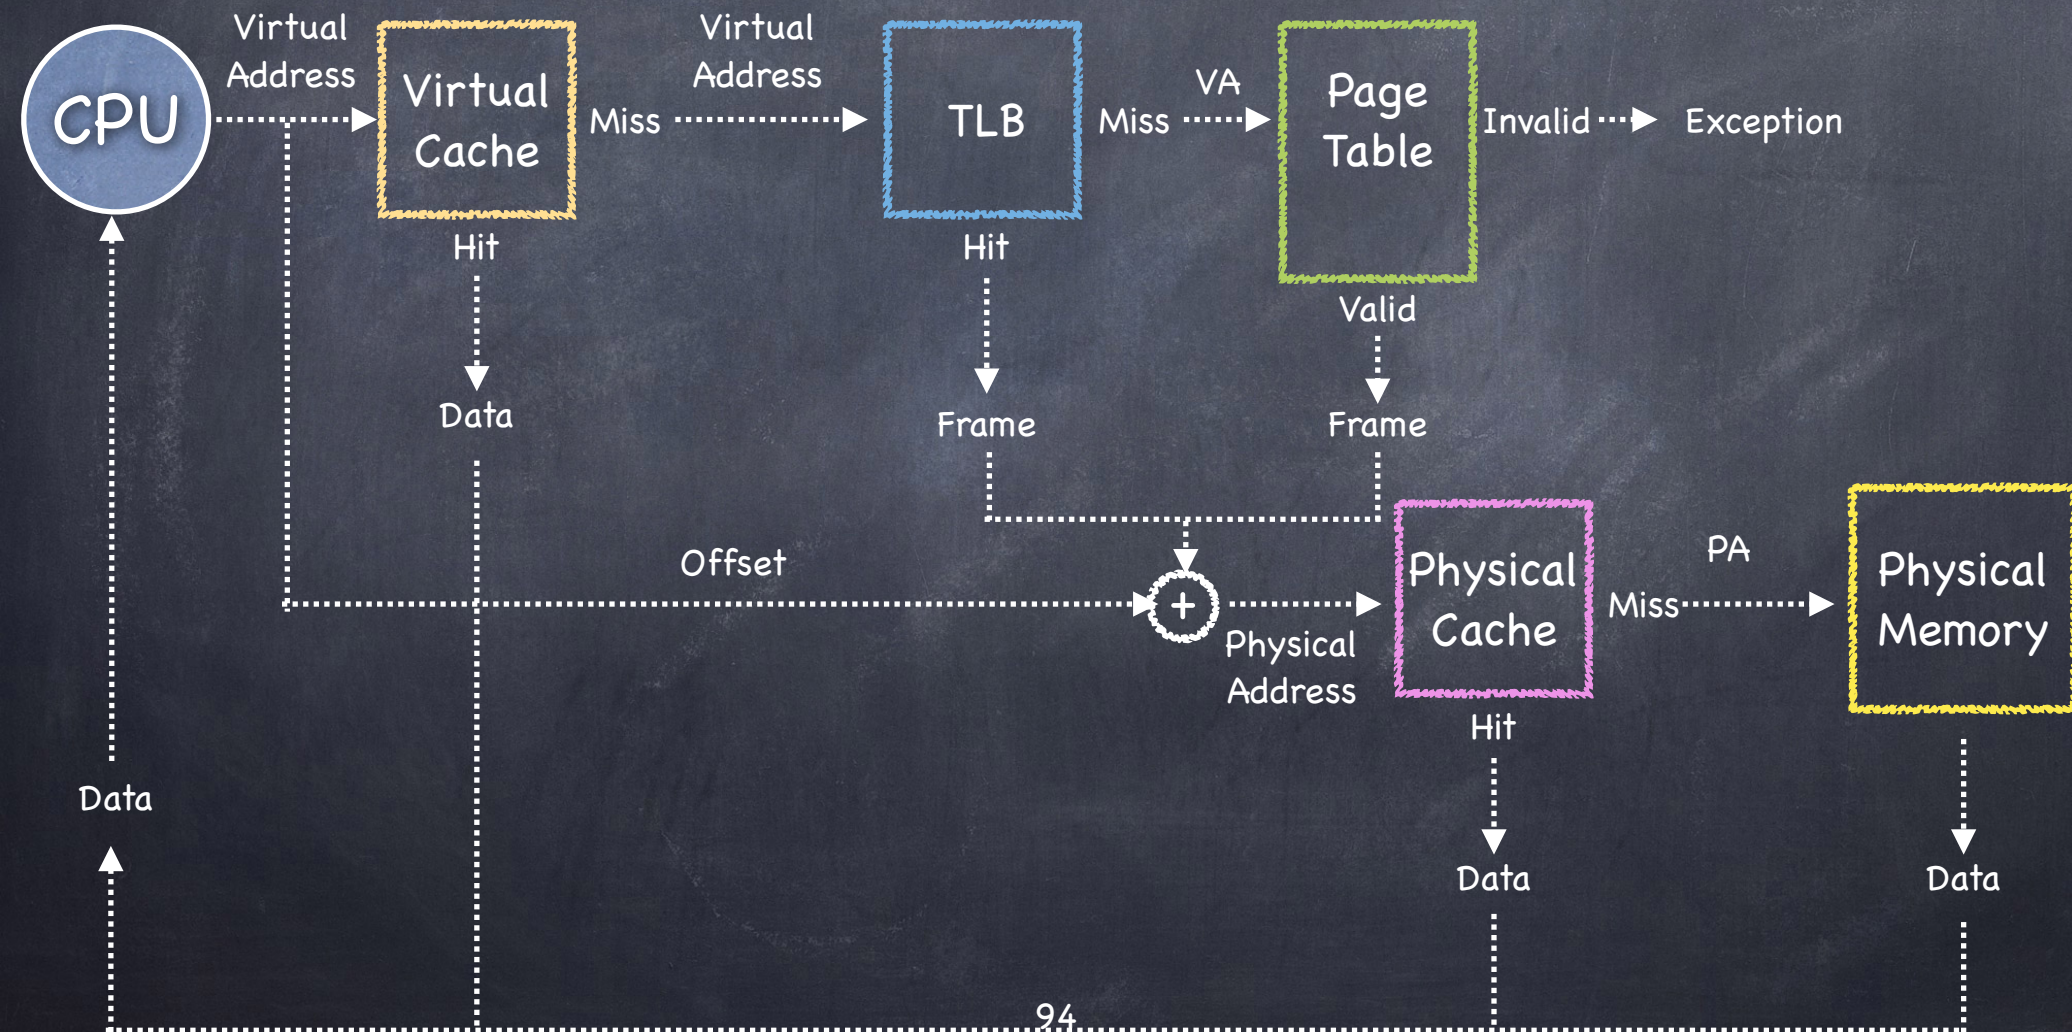 Virtual
Address
Virtual
Address
CPU
Virtual
Cache
Miss
TLB
Miss
VA
Page
Table
Invalid
Exception
Hit
Hit
Valid
Data
Frame
Frame
Offset
+
Physical
Address
Physical
Cache
Miss
PA
Physical
Memory
Hit
Data
Data
Data
94